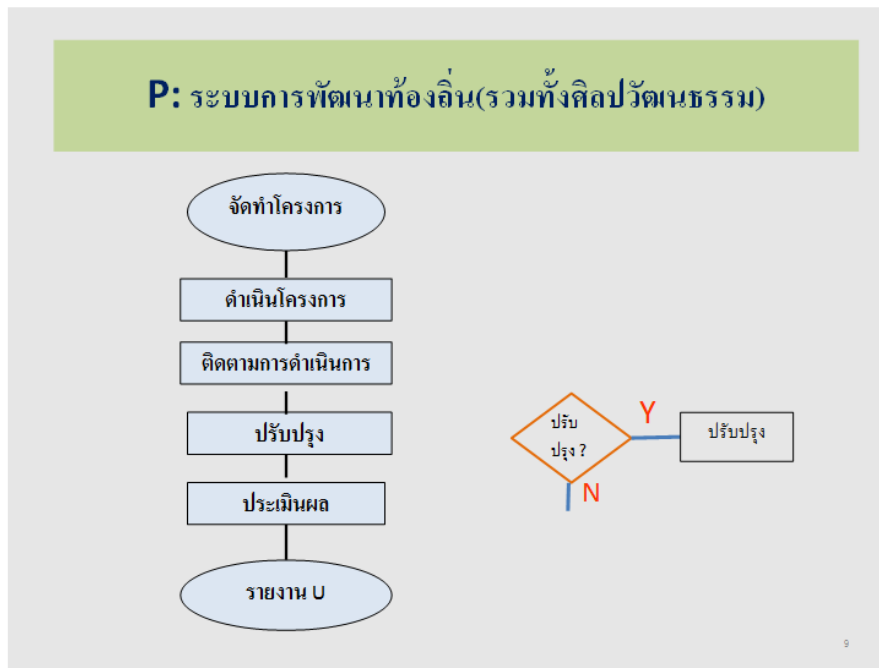 P: ระบบการพัฒนาท้องถิ่น(รวมทั้งศิลปวัฒนธรรม)
จัดทำโครงการ
ดำเนินโครงการ
ติดตามการดำเนินการ
ปรับปรุง
ประเมินผล
รายงาน U
ปรับ
ปรุง ?
Y
ปรับปรุง
N
9